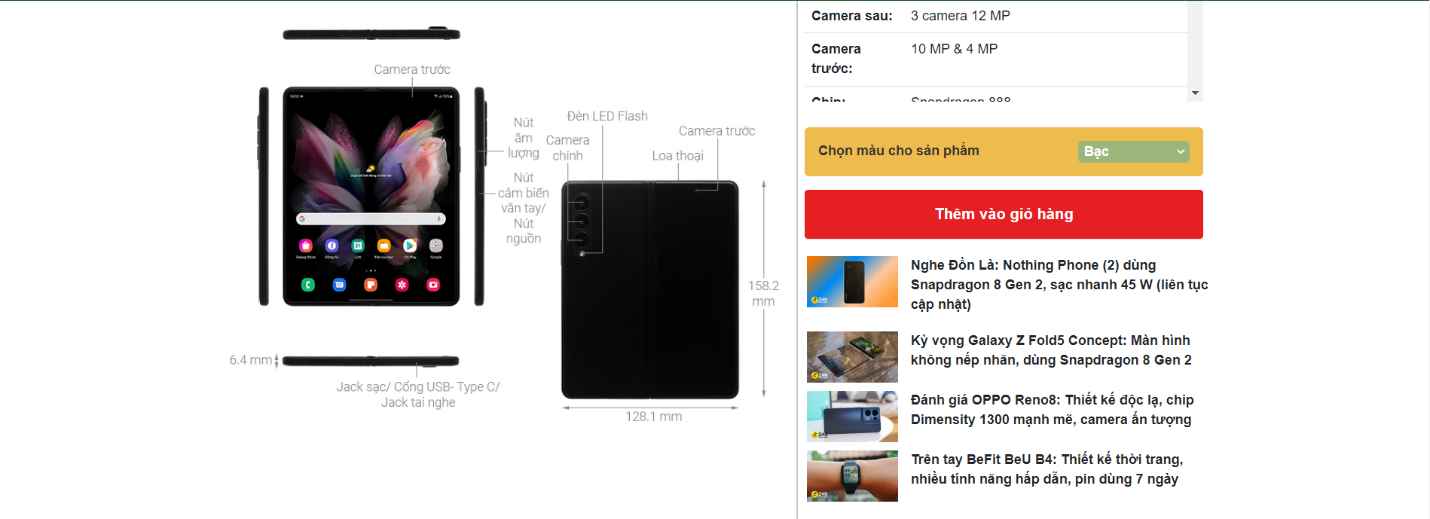 Camera trước
Nút
âm
lượng
Nút
cảm biến
vân tay/
Nút
nguồn
6.4 mm
Jack sạc/ Cổng USB- Type C/
Jack tai nghe
Đèn LED Flash
Camera
chính
Camera trước
Loa thoại
158.2
mm
128.1 mm
Camera sau: 3 camera 12 MP
Camera
trước:
10 MP & 4 MP
Chip: Snapdragon 888
Chọn màu cho sản phẩm
Bạc
Thêm vào giỏ hàng
Nghe Đồn Là: Nothing Phone (2) dùng
Snapdragon 8 Gen 2, sạc nhanh 45 W (liên tục
cập nhật)
Kỳ vọng Galaxy Z Fold5 Concept: Màn hình
không nếp nhăn, dùng Snapdragon 8 Gen 2
Đánh giá OPPO Reno8: Thiết kế độc lạ, chip
Dimensity 1300 mạnh mẽ, camera ấn tượng
Trên tay BeFit BeU B4: Thiết kế thời trang,
nhiều tính năng hấp dẫn, pin dùng 7 ngày